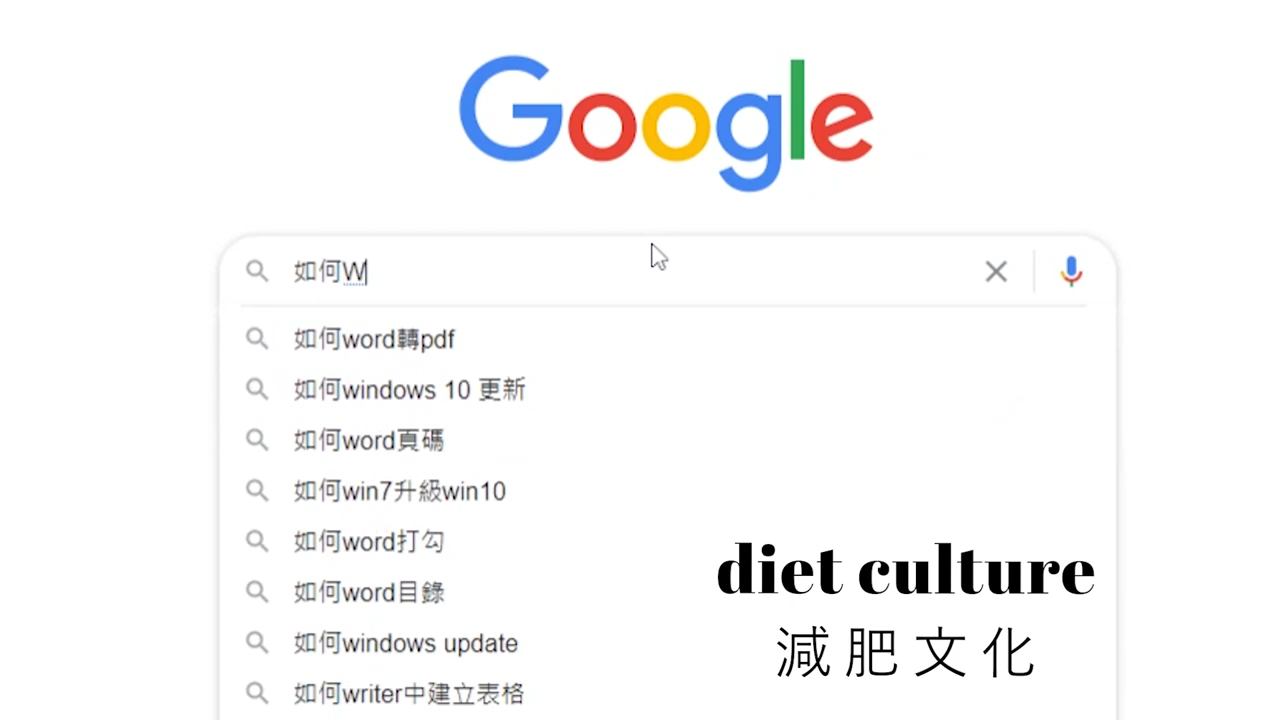 Google
如何W
如何word轉pdf
如何windows 10 更新
如何word頁碼
如何win7升級win10
如何word打勾
如何word目錄
如何windows update
如何writer中建立表格
diet culture
減肥文化